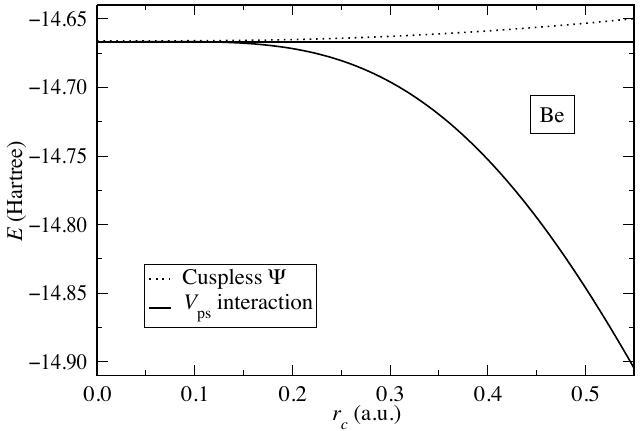 −14.65
−14.70
−14.75
−14.80
−14.85
−14.90
E (Hartree)
Be
Cuspless Ψ
V_ps interaction
0.0 0.1 0.2 0.3 0.4 0.5
r_c (a.u.)